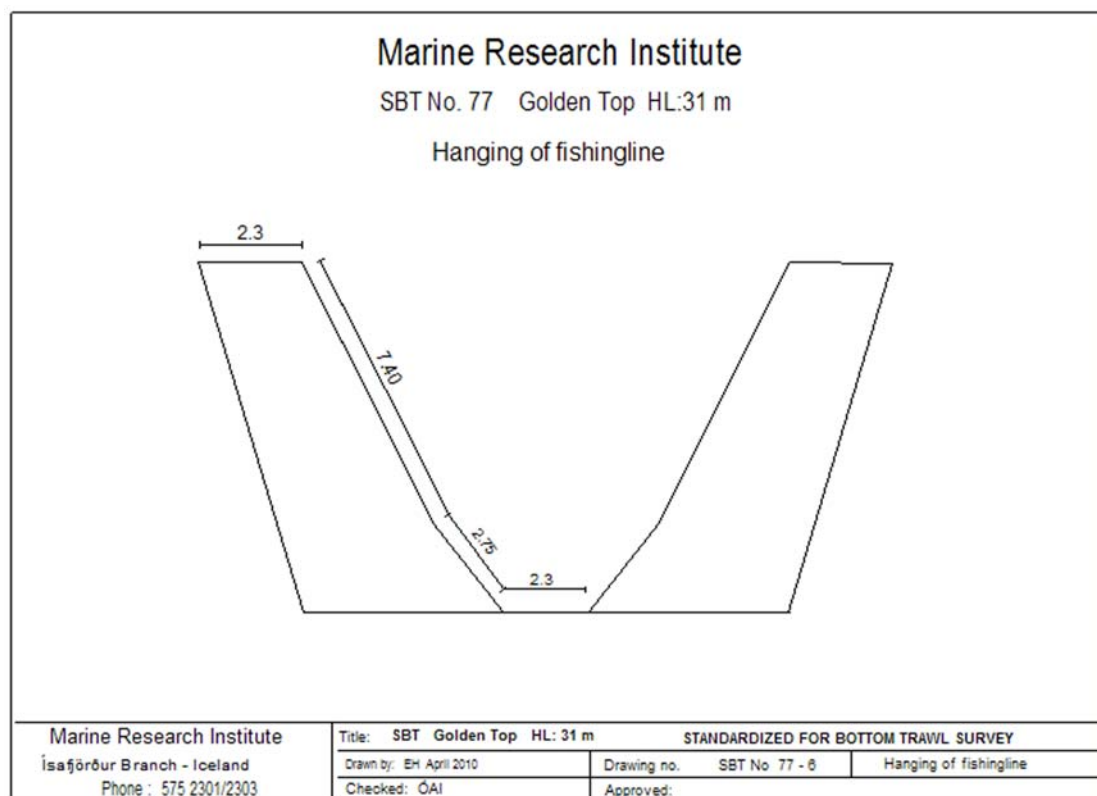 Marine Research Institute
SBT No. 77 Golden Top HL:31 m
Hanging of fishingline
2.3
7.40
2.75
2.3
Marine Research Institute
Ísafjörður Branch - Iceland
Phone : 575 2301/2303
Title: SBT Golden Top HL: 31 m
STANDARDIZED FOR BOTTOM TRAWL SURVEY
Drawn by: EH April 2010
Drawing no. SBT No 77 - 6
Hanging of fishingline
Checked: ÓAI
Approved: